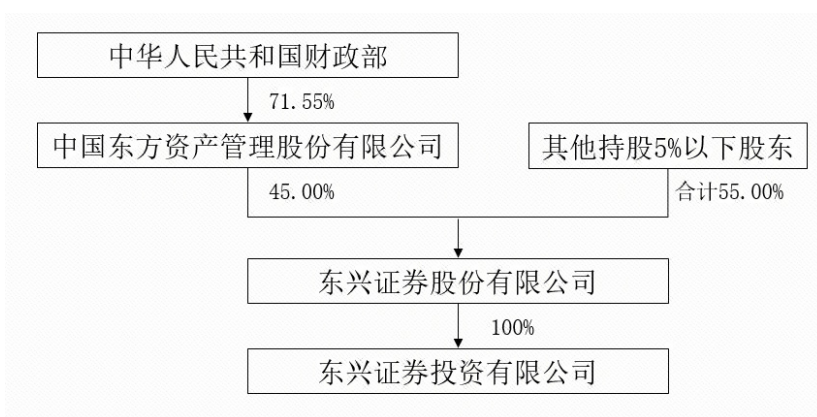 中华人民共和国财政部
71.55%
中国东方资产管理股份有限公司
其他持股5%以下股东
45.00%
合计55.00%
东兴证券股份有限公司
100%
东兴证券投资有限公司